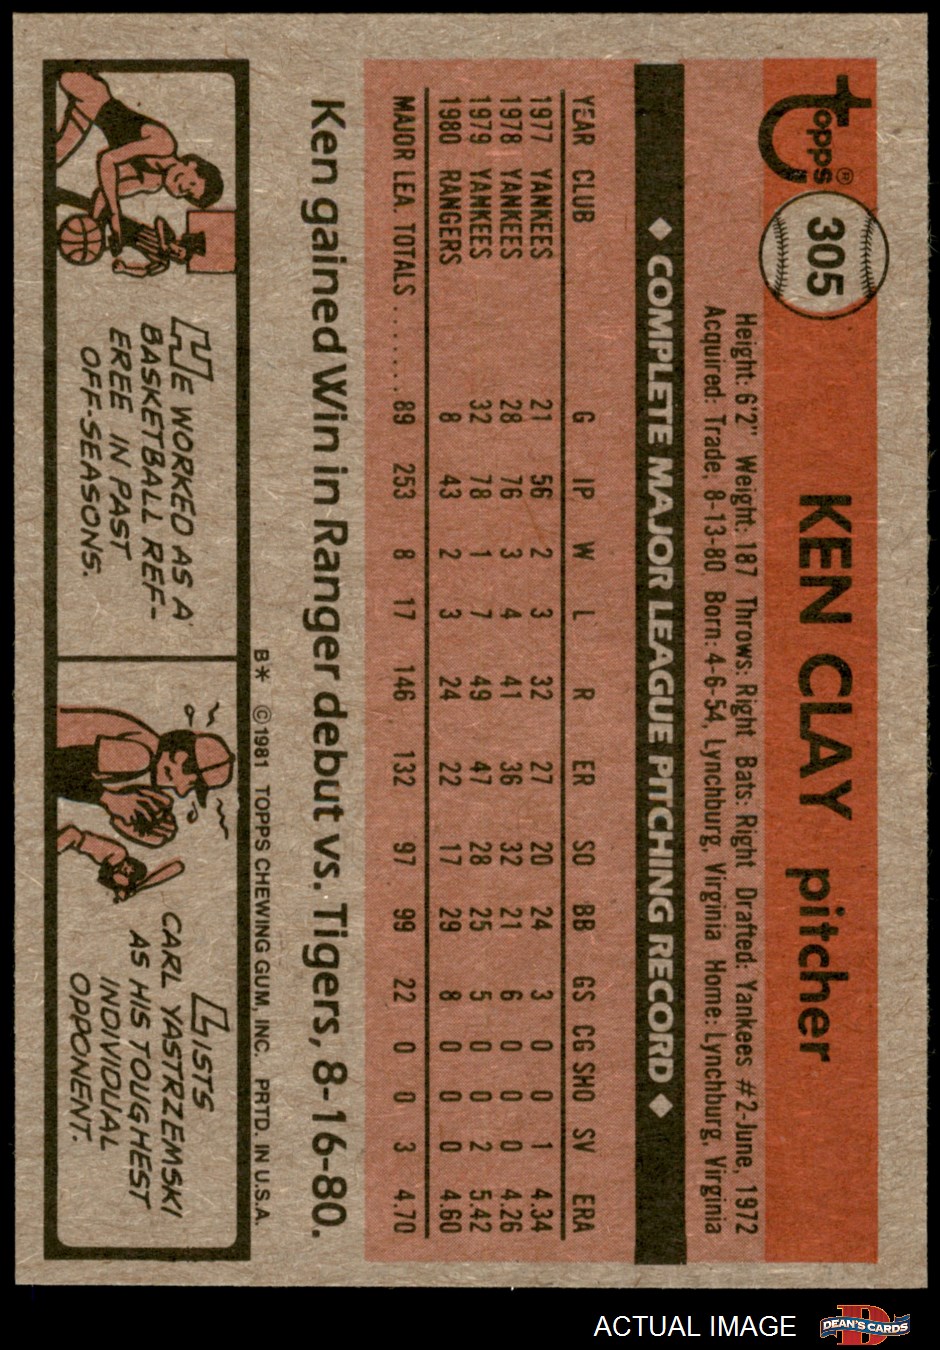 topps®
305
KEN CLAY pitcher
Height: 6'2" Weight: 187 Throws: Right Bats: Right Drafted: Yankees #2-June, 1972
Acquired: Trade; 8-13-80 Born: 4-6-54, Lynchburg, Virginia Home: Lynchburg, Virginia
◆ COMPLETE MAJOR LEAGUE PITCHING RECORD ◆
YEAR CLUB G IP W L R ER SO BB GS CG SHO SV ERA
1977 YANKEES 21 56 2 3 32 27 20 24 3 0 0 1 4.34
1978 YANKEES 28 76 3 4 41 36 32 21 6 0 0 0 4.26
1979 YANKEES 32 78 1 7 49 47 28 25 5 0 0 2 5.42
1980 RANGERS 8 43 2 3 24 22 17 29 8 0 0 0 4.60
MAJOR LEA. TOTALS ...... 89 253 8 17 146 132 97 99 22 0 0 3 4.70
Ken gained Win in Ranger debut vs. Tigers, 8-16-80.
B* ©1981 TOPPS CHEWING GUM, INC. PRTD. IN U.S.A.
HE WORKED AS A
BASKETBALL REF-
EREE IN PAST
OFF-SEASONS.
LISTS
CARL YASTRZEMSKI
AS HIS TOUGHEST
INDIVIDUAL
OPPONENT.
ACTUAL IMAGE
D
DEAN'S CARDS